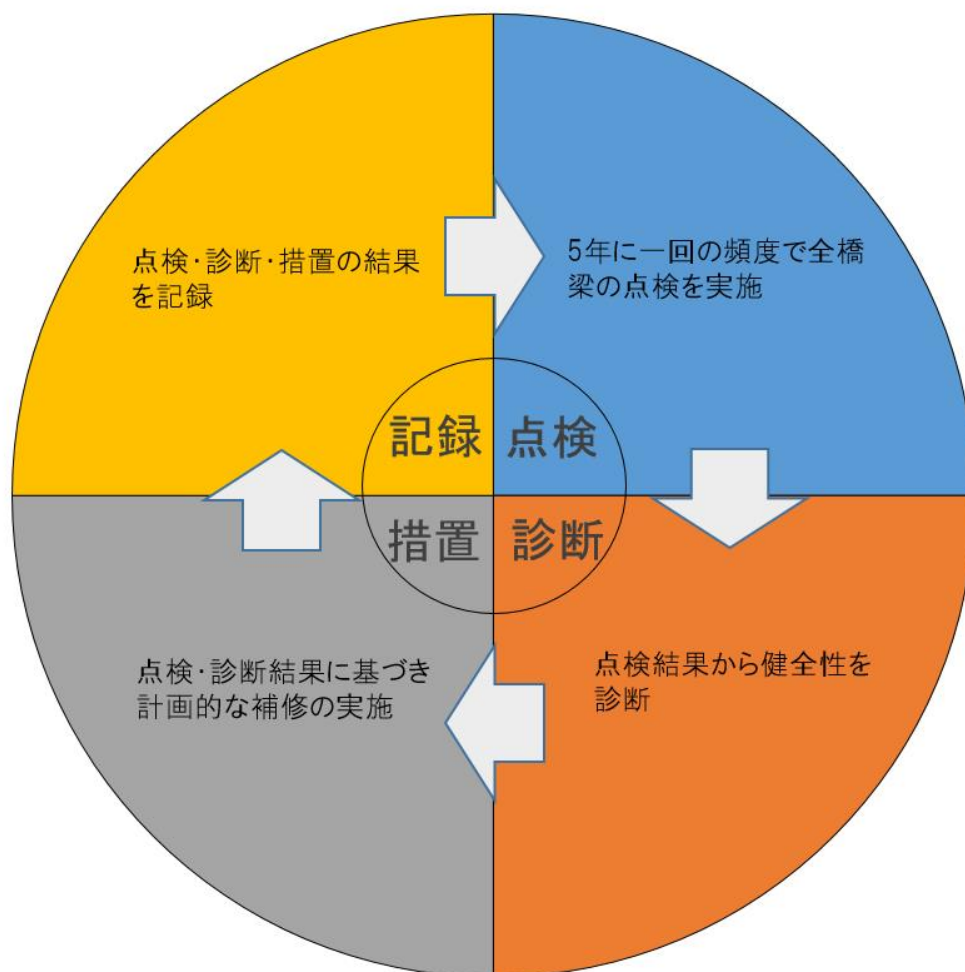 点検・診断・措置の結果
を記録
5年に一回の頻度で全橋
梁の点検を実施
記録
点検
措置
診断
点検・診断結果に基づき
計画的な補修の実施
点検結果から健全性を
診断